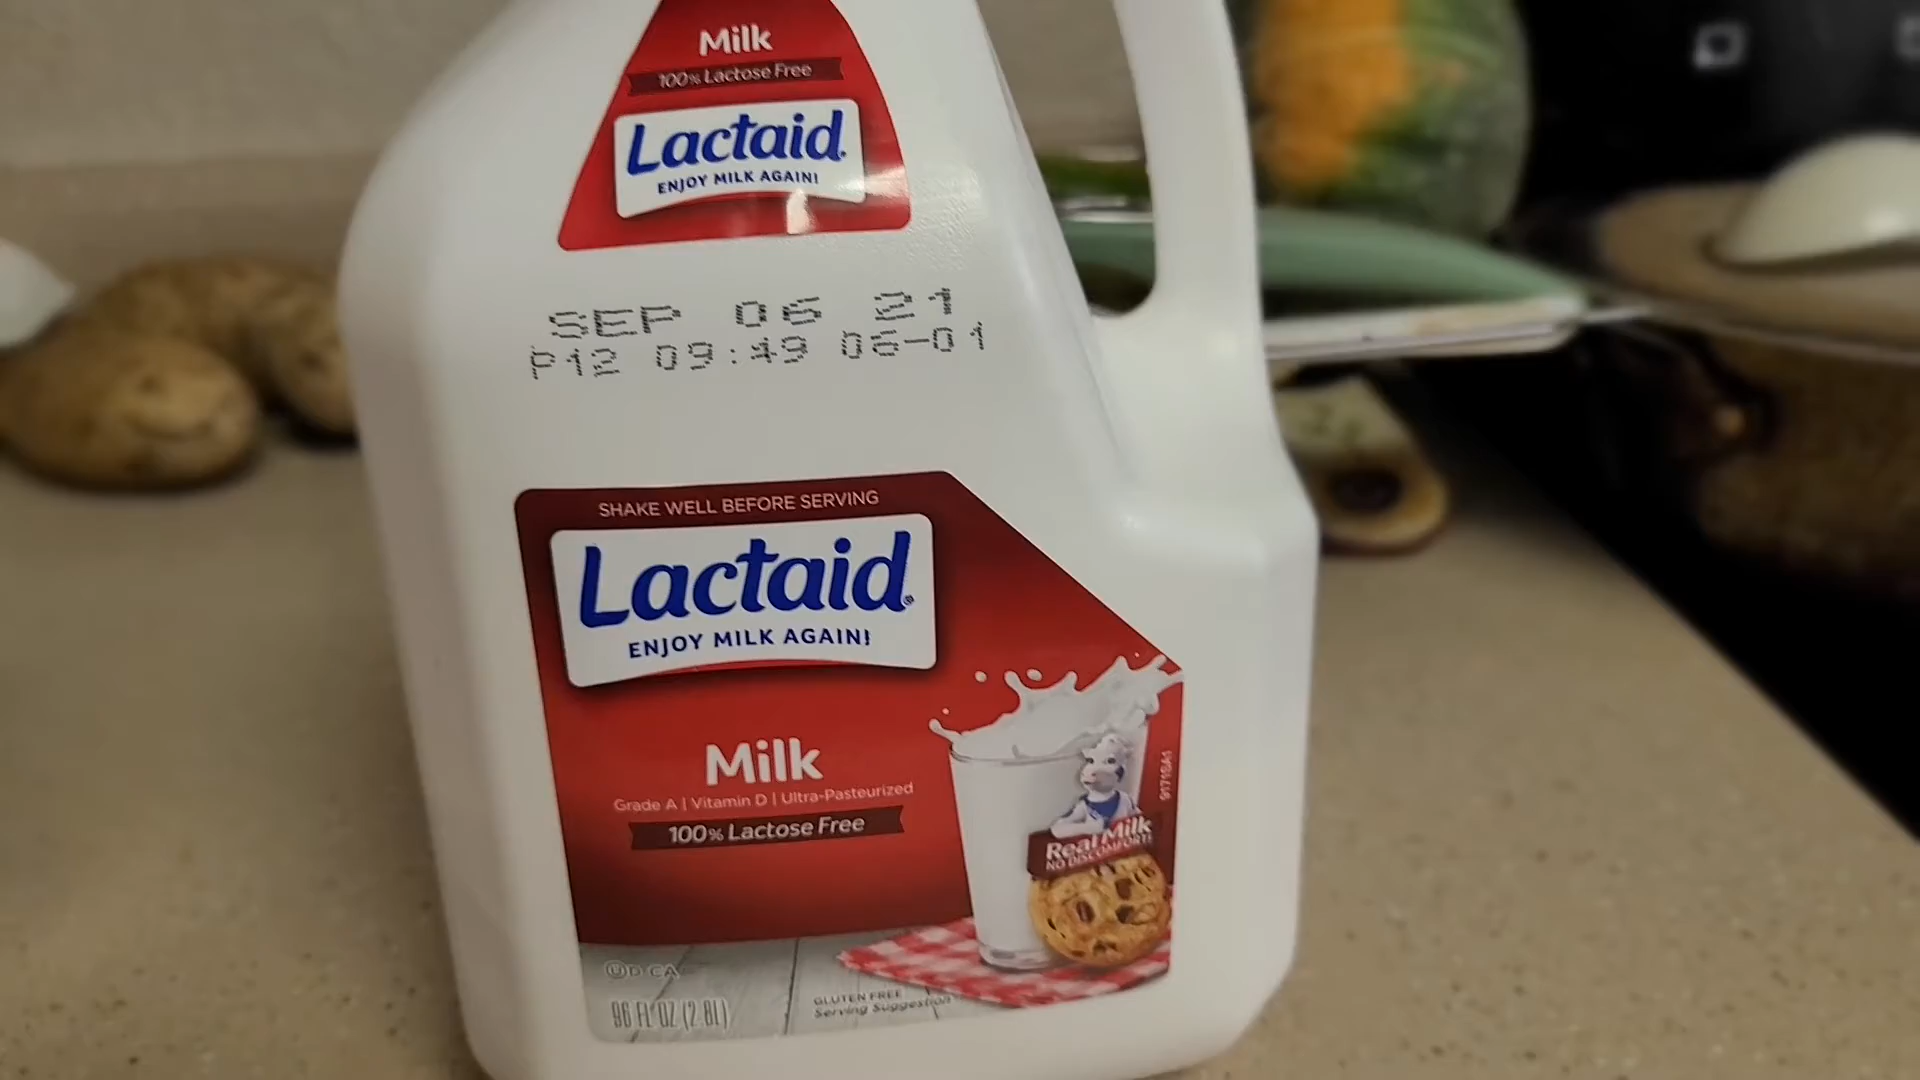 Milk
100% Lactose Free
Lactaid®
ENJOY MILK AGAIN!
SEP 06 21
P12 09:49 06-01
SHAKE WELL BEFORE SERVING
Lactaid®
ENJOY MILK AGAIN!
Milk
Grade A | Vitamin D | Ultra-Pasteurized
100% Lactose Free
Real Milk
NO DISCOMFORT!
9171SA1
Ⓤ D-CA
96 FL OZ (2.8L)
GLUTEN FREE
Serving Suggestion